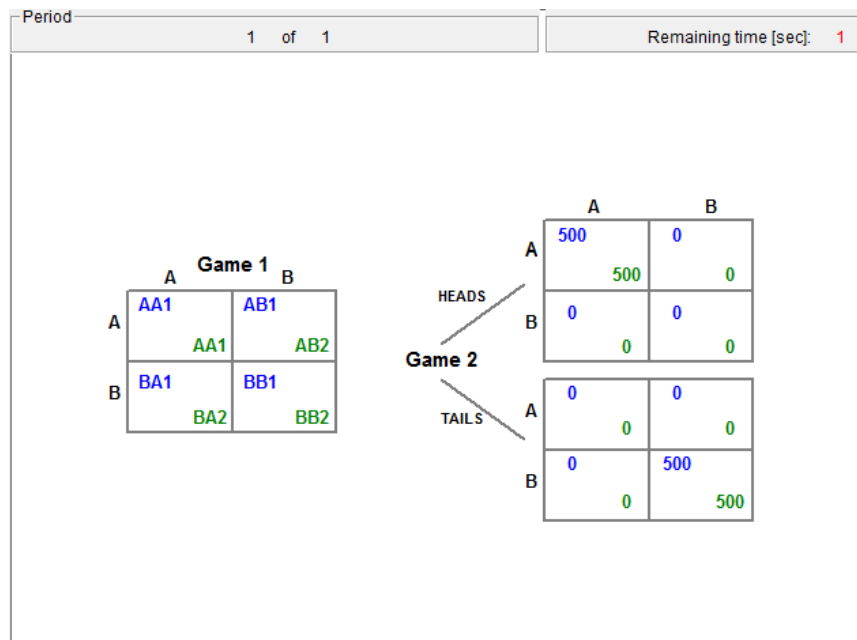 Period
1 of 1
Remaining time [sec]: 1
Game 1
A B
A
AA1 AB1
AA1 AB2
B
BA1 BB1
BA2 BB2
Game 2
HEADS
A B
A
500 0
500 0
B
0 0
0 0
TAILS
A
0 0
0 0
B
0 500
0 500